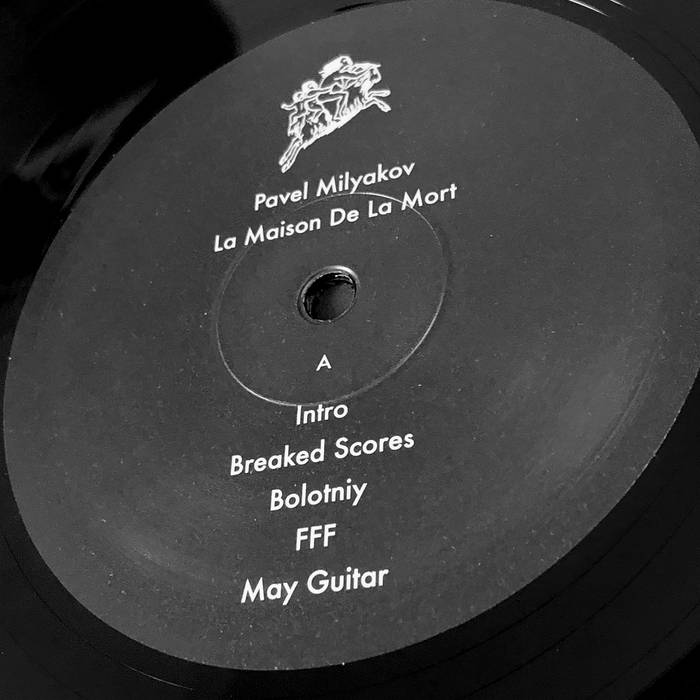 Pavel Milyakov
La Maison De La Mort
A
Intro
Breaked Scores
Bolotniy
FFF
May Guitar